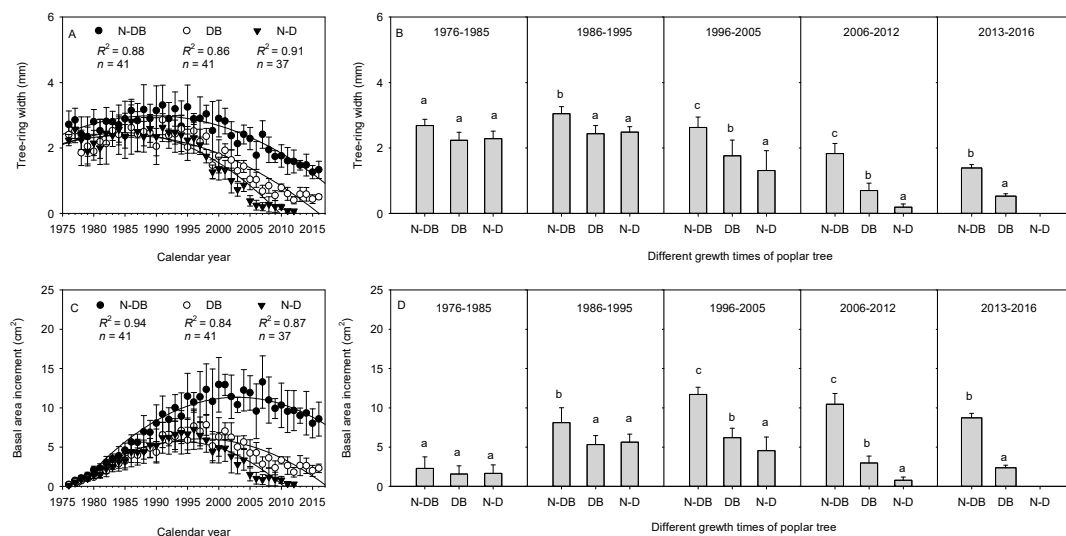 A N-DB DB N-D
R² = 0.88 R² = 0.86 R² = 0.91
n = 41 n = 41 n = 37
Tree-ring width (mm)
6
4
2
0
1975 1980 1985 1990 1995 2000 2005 2010 2015
Calendar year
B 1976-1985 1986-1995 1996-2005 2006-2012 2013-2016
Tree-ring width (mm)
6
4
2
0
a a a b a a c b a c b a b a
N-DB DB N-D N-DB DB N-D N-DB DB N-D N-DB DB N-D N-DB DB N-D
Different growth times of poplar tree
C N-DB DB N-D
R² = 0.94 R² = 0.84 R² = 0.87
n = 41 n = 41 n = 37
Basal area increment (cm²)
25
20
15
10
5
0
1975 1980 1985 1990 1995 2000 2005 2010 2015
Calendar year
D 1976-1985 1986-1995 1996-2005 2006-2012 2013-2016
Basal area increment (cm²)
25
20
15
10
5
0
a a a b a a c b a c b a b a
N-DB DB N-D N-DB DB N-D N-DB DB N-D N-DB DB N-D N-DB DB N-D
Different growth times of poplar tree